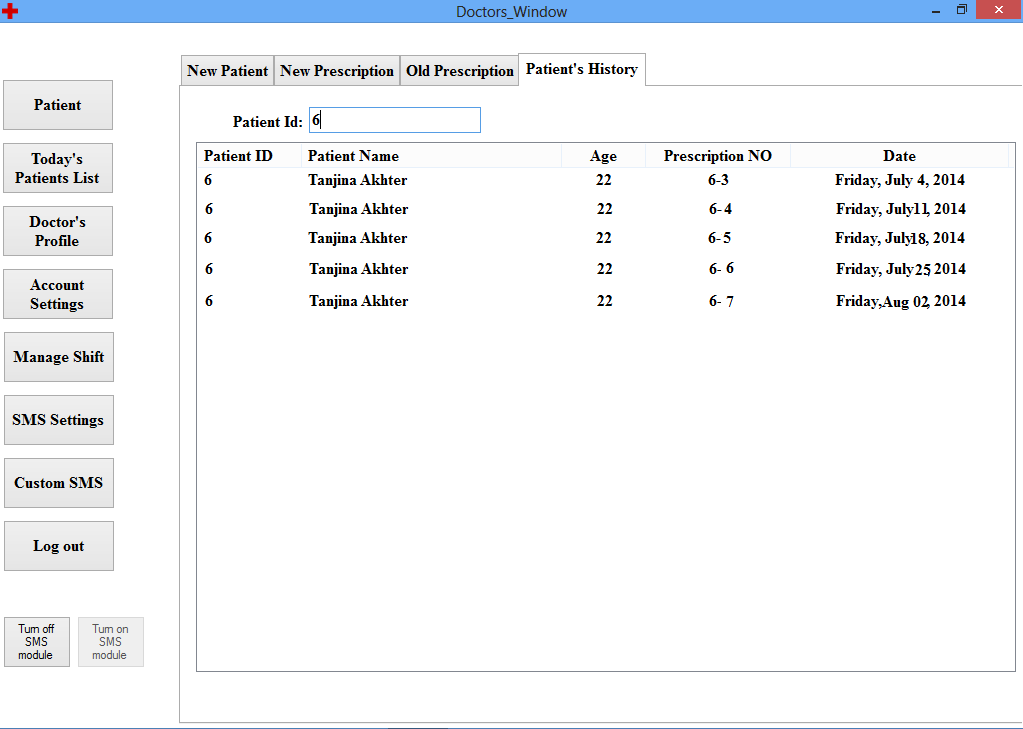 Doctors_Window
New Patient New Prescription Old Prescription Patient's History
Patient
Today's
Patients List
Doctor's
Profile
Account
Settings
Manage Shift
SMS Settings
Custom SMS
Log out
Turn off
SMS
module
Turn on
SMS
module
Patient Id: 6
Patient ID Patient Name Age Prescription NO Date
6 Tanjina Akhter 22 6-3 Friday, July 4, 2014
6 Tanjina Akhter 22 6-4 Friday, July11, 2014
6 Tanjina Akhter 22 6-5 Friday, July18, 2014
6 Tanjina Akhter 22 6- 6 Friday, July25 2014
6 Tanjina Akhter 22 6- 7 Friday,Aug 02, 2014